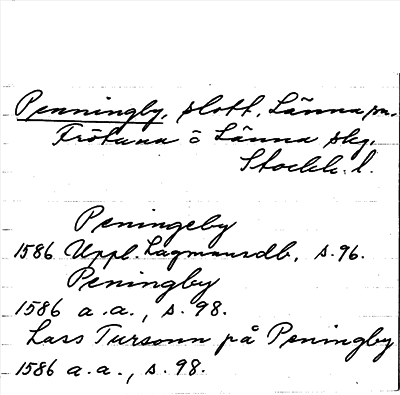 Penningby, slott, Länna sn.
Frötuna o Länna skg.
Stockh. l.
Peningeby
1586 Uppl. Lagmansdb. s. 96.
Peningby
1586 a.a., s. 98.
Lars Tursonn på Peningby
1586 a.a., s. 98.